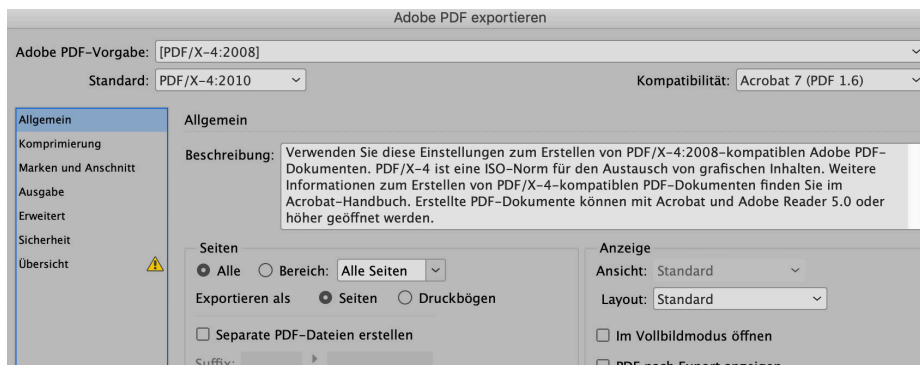 Adobe PDF exportieren
Adobe PDF-Vorgabe: [PDF/X-4:2008]
Standard: PDF/X-4:2010 Kompatibilität: Acrobat 7 (PDF 1.6)
Allgemein
Komprimierung
Marken und Anschnitt
Ausgabe
Erweitert
Sicherheit
Übersicht
Allgemein
Beschreibung: Verwenden Sie diese Einstellungen zum Erstellen von PDF/X-4:2008-kompatiblen Adobe PDF-
Dokumenten. PDF/X-4 ist eine ISO-Norm für den Austausch von grafischen Inhalten. Weitere
Informationen zum Erstellen von PDF/X-4-kompatiblen PDF-Dokumenten finden Sie im
Acrobat-Handbuch. Erstellte PDF-Dokumente können mit Acrobat und Adobe Reader 5.0 oder
höher geöffnet werden.
Seiten
Alle Bereich: Alle Seiten
Exportieren als Seiten Druckbögen
Separate PDF-Dateien erstellen
Suffix:
Anzeige
Ansicht: Standard
Layout: Standard
Im Vollbildmodus öffnen
PDF nach Export anzeigen